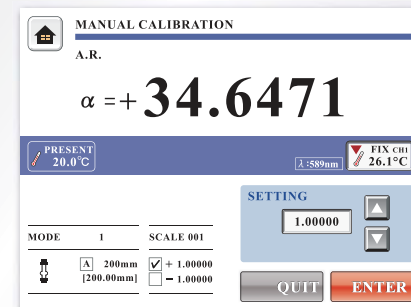 MANUAL CALIBRATION
A.R.
α =+34.6471
PRESENT
20.0°C
λ:589nm
FIX CH1
26.1°C
SETTING
1.00000
MODE 1
SCALE 001
A 200mm
[200.00mm]
+ 1.00000
− 1.00000
QUIT
ENTER